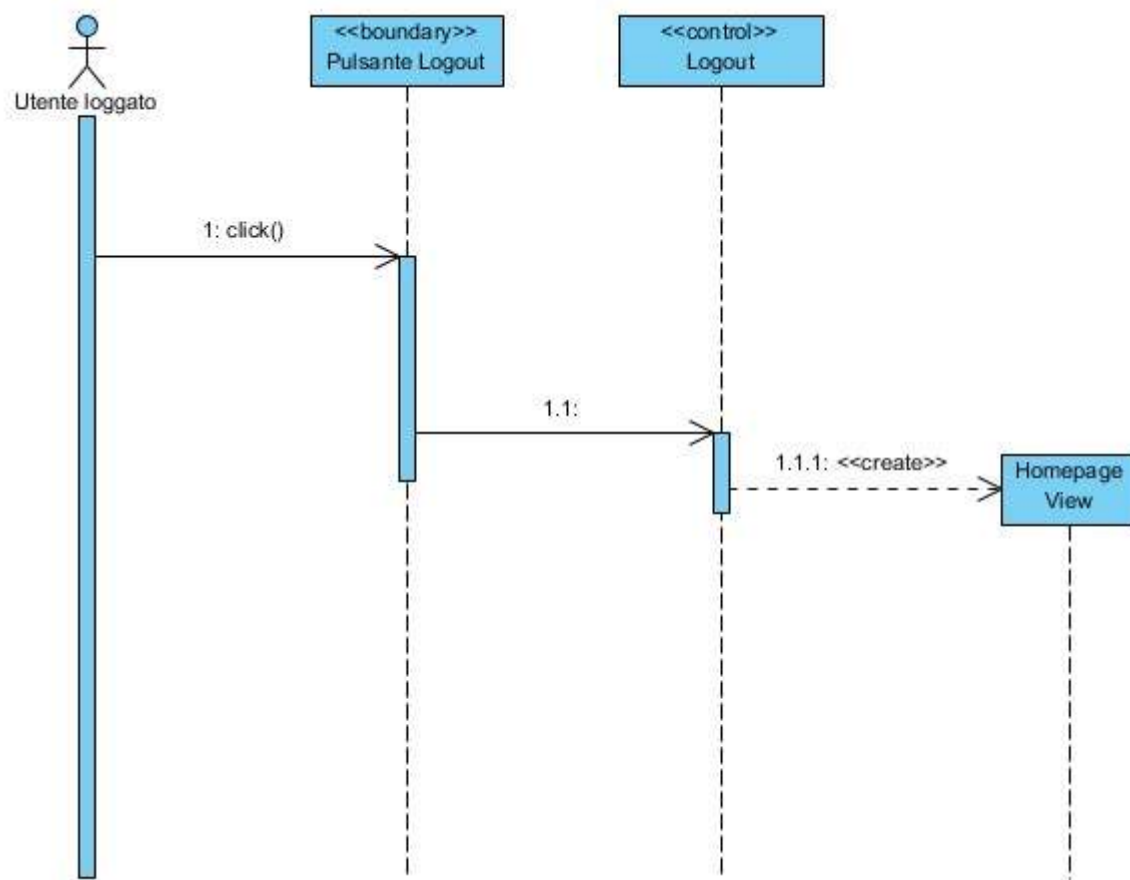 <<boundary>>
Pulsante Logout
<<control>>
Logout
Utente loggato
1: click()
1.1:
1.1.1: <<create>>
Homepage
View